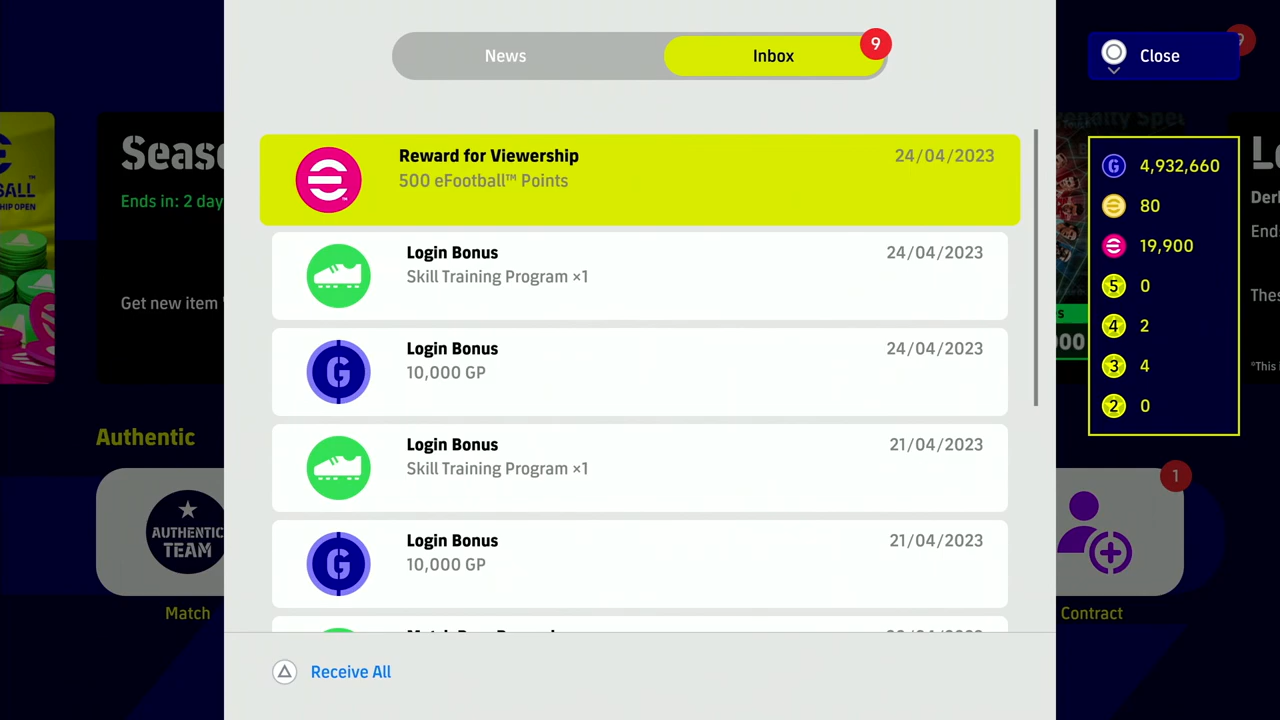 News
Inbox
9
Close
Reward for Viewership
24/04/2023
500 eFootball™ Points
Login Bonus
24/04/2023
Skill Training Program ×1
Login Bonus
24/04/2023
10,000 GP
Login Bonus
21/04/2023
Skill Training Program ×1
Login Bonus
21/04/2023
10,000 GP
Receive All
4,932,660
80
19,900
5 0
4 2
3 4
2 0
Ends in: 2 day
Get new item
Authentic
AUTHENTIC
TEAM
Match
1
Contract